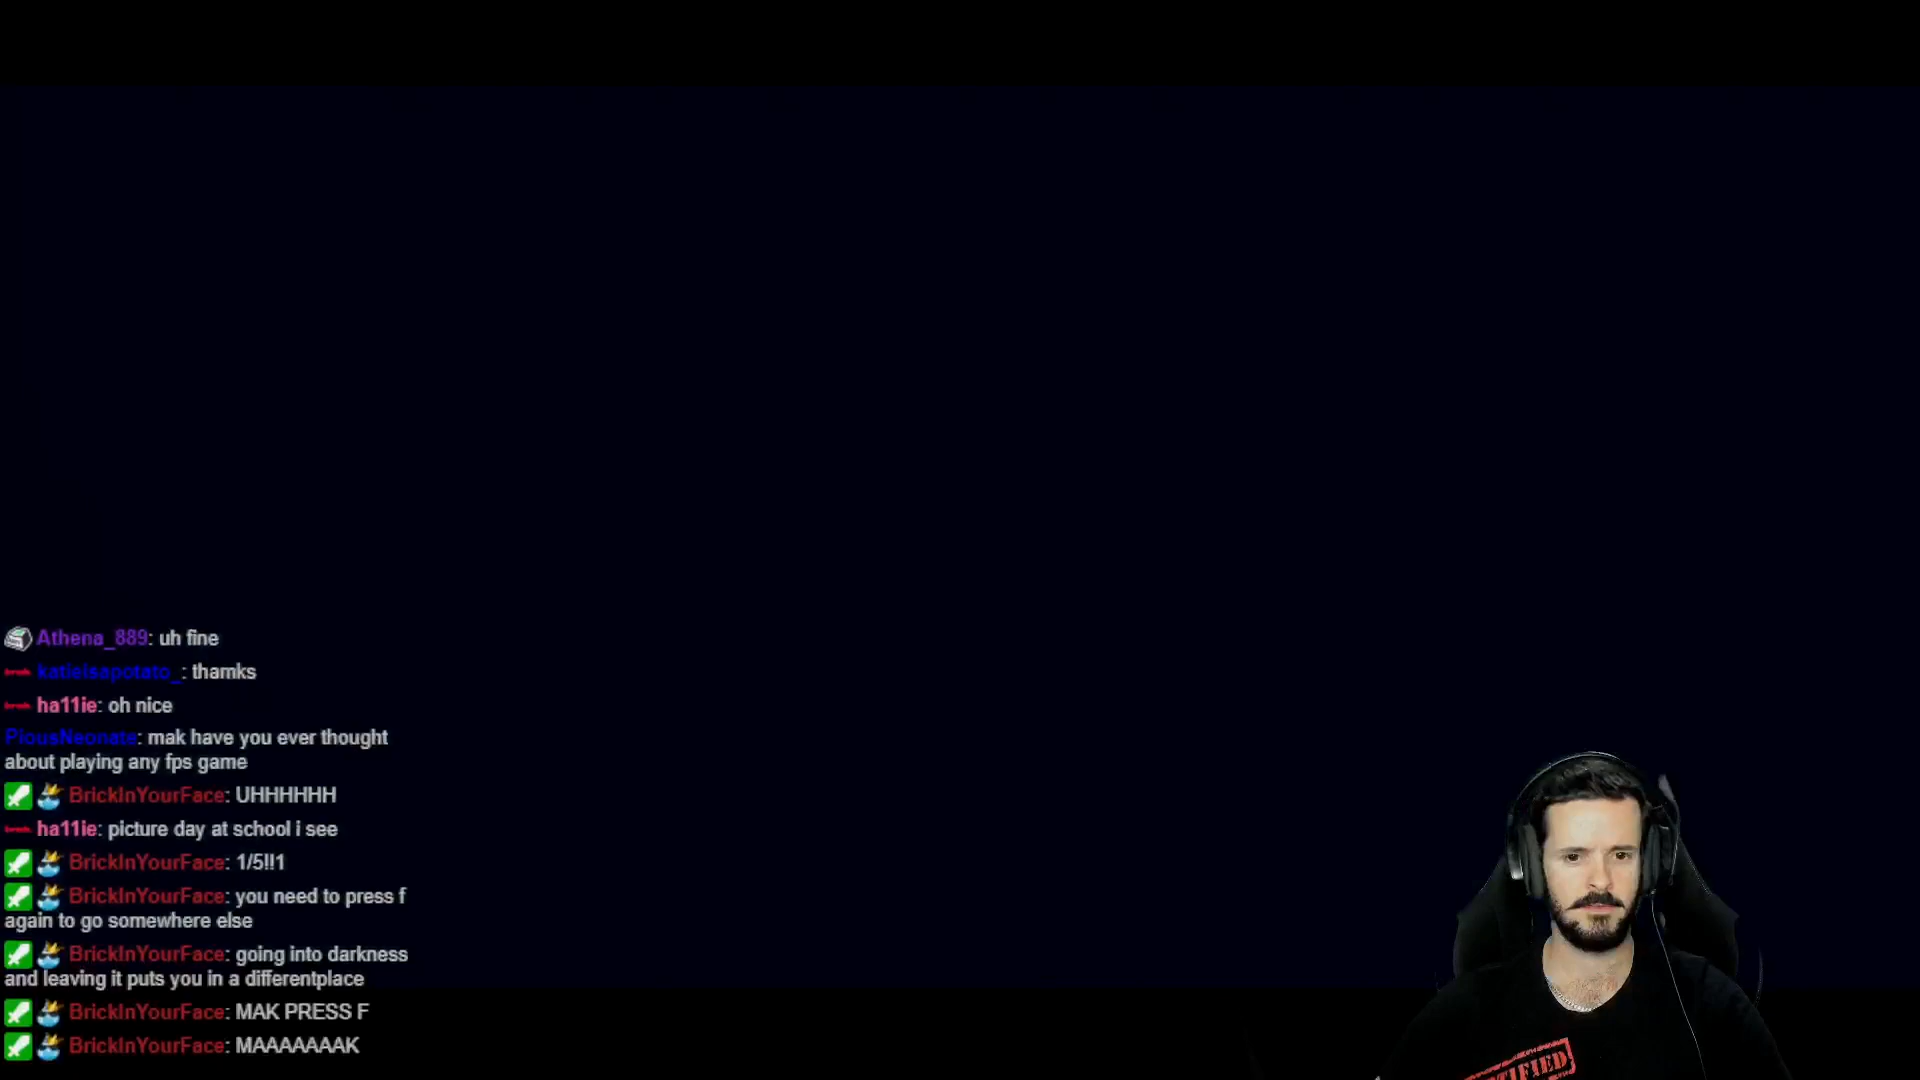 Athena_889: uh fine
katieisapotato_: thamks
ha11ie: oh nice
PiousNeonate: mak have you ever thought
about playing any fps game
BrickInYourFace: UHHHHHH
ha11ie: picture day at school i see
BrickInYourFace: 1/5!!1
BrickInYourFace: you need to press f
again to go somewhere else
BrickInYourFace: going into darkness
and leaving it puts you in a differentplace
BrickInYourFace: MAK PRESS F
BrickInYourFace: MAAAAAAAK